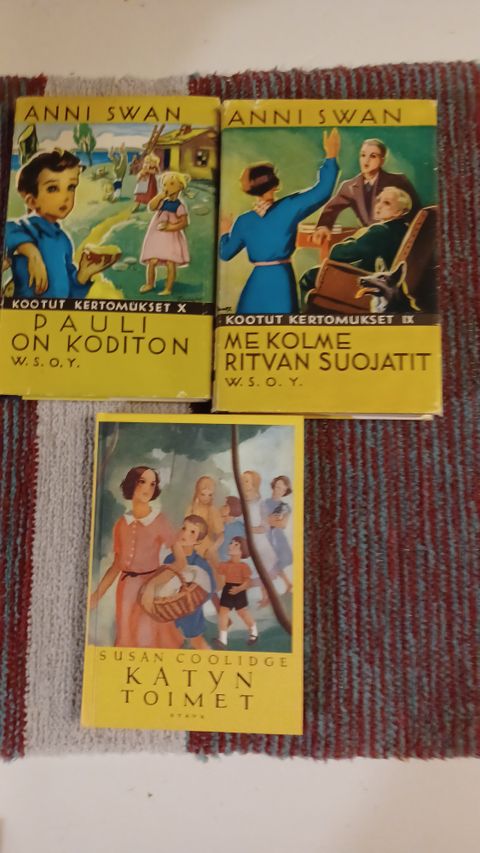 ANNI SWAN
KOOTUT KERTOMUKSET X
PAULI
ON KODITON
W. S. O. Y.
ANNI SWAN
KOOTUT KERTOMUKSET IX
ME KOLME
RITVAN SUOJATIT
W. S. O. Y.
SUSAN COOLIDGE
KATYN
TOIMET
OTAVA